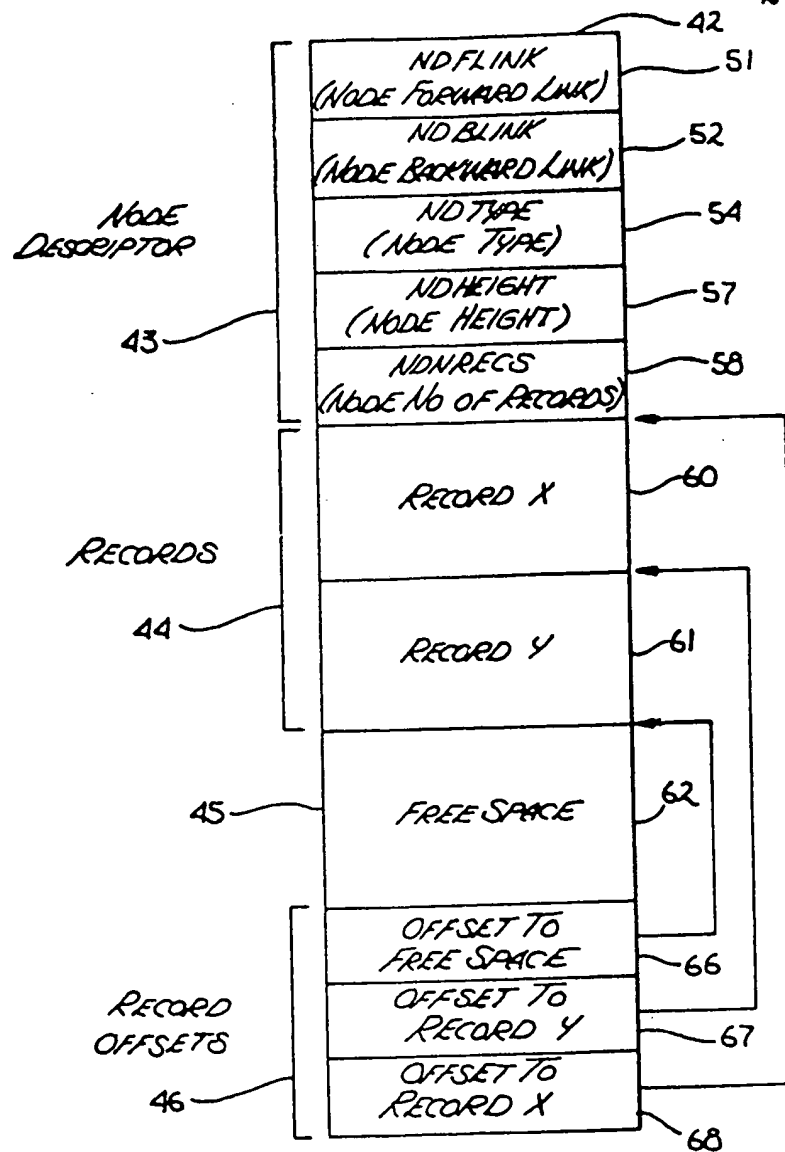 42
NDFLINK
(NODE FORWARD LINK)
51
NDBLINK
(NODE BACKWARD LINK)
52
NODE
DESCRIPTOR
NDTYPE
(NODE TYPE)
54
NDHEIGHT
(NODE HEIGHT)
57
43
NDNRECS
(NODE NO OF RECORDS)
58
RECORD X
60
RECORDS
44
RECORD Y
61
45
FREE SPACE
62
OFFSET TO
FREE SPACE
66
RECORD
OFFSETS
OFFSET TO
RECORD Y
67
46
OFFSET TO
RECORD X
68